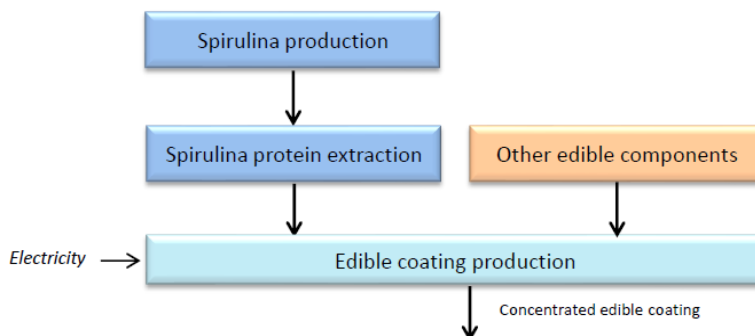 Spirulina production
Spirulina protein extraction
Other edible components
Electricity
Edible coating production
Concentrated edible coating